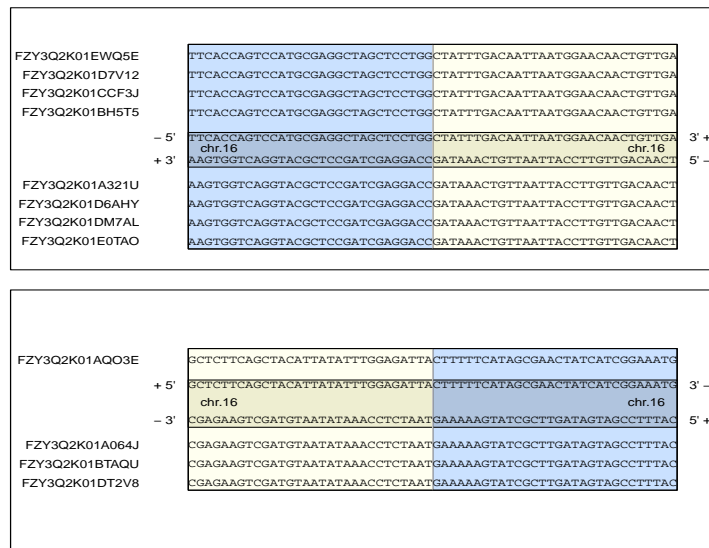 FZY3Q2K01EWQ5E TTCACCAGTCCATGCGAGGCTAGCTCCTGGCTATTTGACAATTAATGGAACAACTGTTGA
FZY3Q2K01D7V12 TTCACCAGTCCATGCGAGGCTAGCTCCTGGCTATTTGACAATTAATGGAACAACTGTTGA
FZY3Q2K01CCF3J TTCACCAGTCCATGCGAGGCTAGCTCCTGGCTATTTGACAATTAATGGAACAACTGTTGA
FZY3Q2K01BH5T5 TTCACCAGTCCATGCGAGGCTAGCTCCTGGCTATTTGACAATTAATGGAACAACTGTTGA
− 5' TTCACCAGTCCATGCGAGGCTAGCTCCTGGCTATTTGACAATTAATGGAACAACTGTTGA 3' +
chr.16 chr.16
+ 3' AAGTGGTCAGGTACGCTCCGATCGAGGACCGATAAACTGTTAATTACCTTGTTGACAACT 5' −
FZY3Q2K01A321U AAGTGGTCAGGTACGCTCCGATCGAGGACCGATAAACTGTTAATTACCTTGTTGACAACT
FZY3Q2K01D6AHY AAGTGGTCAGGTACGCTCCGATCGAGGACCGATAAACTGTTAATTACCTTGTTGACAACT
FZY3Q2K01DM7AL AAGTGGTCAGGTACGCTCCGATCGAGGACCGATAAACTGTTAATTACCTTGTTGACAACT
FZY3Q2K01E0TAO AAGTGGTCAGGTACGCTCCGATCGAGGACCGATAAACTGTTAATTACCTTGTTGACAACT
FZY3Q2K01AQO3E GCTCTTCAGCTACATTATATTTGGAGATTACTTTTTCATAGCGAACTATCATCGGAAATG
+ 5' GCTCTTCAGCTACATTATATTTGGAGATTACTTTTTCATAGCGAACTATCATCGGAAATG 3' −
chr.16 chr.16
− 3' CGAGAAGTCGATGTAATATAAACCTCTAATGAAAAAGTATCGCTTGATAGTAGCCTTTAC 5' +
FZY3Q2K01A064J CGAGAAGTCGATGTAATATAAACCTCTAATGAAAAAGTATCGCTTGATAGTAGCCTTTAC
FZY3Q2K01BTAQU CGAGAAGTCGATGTAATATAAACCTCTAATGAAAAAGTATCGCTTGATAGTAGCCTTTAC
FZY3Q2K01DT2V8 CGAGAAGTCGATGTAATATAAACCTCTAATGAAAAAGTATCGCTTGATAGTAGCCTTTAC